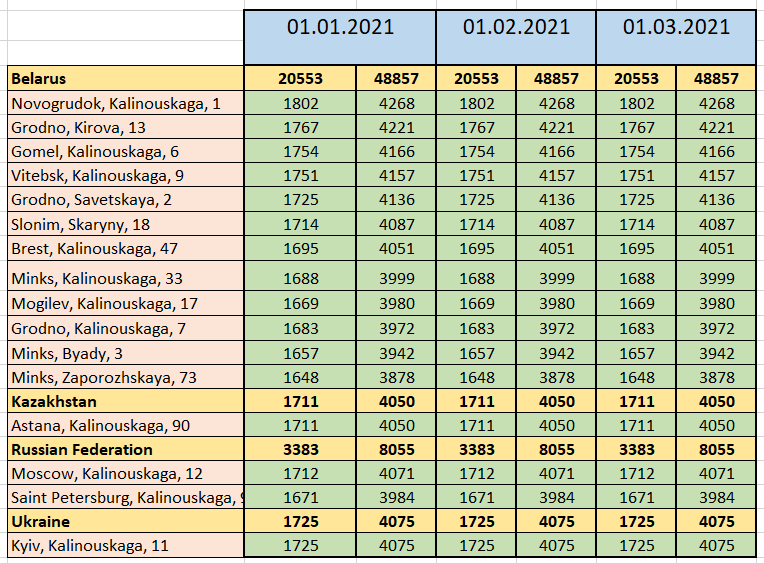 01.01.2021 01.02.2021 01.03.2021
Belarus 20553 48857 20553 48857 20553 48857
Novogrudok, Kalinouskaga, 1 1802 4268 1802 4268 1802 4268
Grodno, Kirova, 13 1767 4221 1767 4221 1767 4221
Gomel, Kalinouskaga, 6 1754 4166 1754 4166 1754 4166
Vitebsk, Kalinouskaga, 9 1751 4157 1751 4157 1751 4157
Grodno, Savetskaya, 2 1725 4136 1725 4136 1725 4136
Slonim, Skaryny, 18 1714 4087 1714 4087 1714 4087
Brest, Kalinouskaga, 47 1695 4051 1695 4051 1695 4051
Minks, Kalinouskaga, 33 1688 3999 1688 3999 1688 3999
Mogilev, Kalinouskaga, 17 1669 3980 1669 3980 1669 3980
Grodno, Kalinouskaga, 7 1683 3972 1683 3972 1683 3972
Minks, Byady, 3 1657 3942 1657 3942 1657 3942
Minks, Zaporozhskaya, 73 1648 3878 1648 3878 1648 3878
Kazakhstan 1711 4050 1711 4050 1711 4050
Astana, Kalinouskaga, 90 1711 4050 1711 4050 1711 4050
Russian Federation 3383 8055 3383 8055 3383 8055
Moscow, Kalinouskaga, 12 1712 4071 1712 4071 1712 4071
Saint Petersburg, Kalinouskaga, 1671 3984 1671 3984 1671 3984
Ukraine 1725 4075 1725 4075 1725 4075
Kyiv, Kalinouskaga, 11 1725 4075 1725 4075 1725 4075